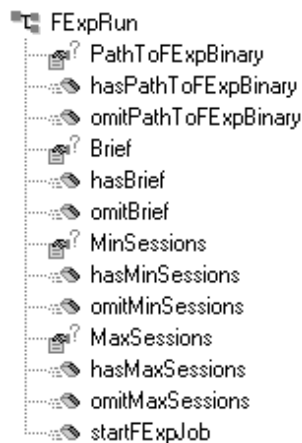 FExpRun
PathToFExpBinary
hasPathToFExpBinary
omitPathToFExpBinary
Brief
hasBrief
omitBrief
MinSessions
hasMinSessions
omitMinSessions
MaxSessions
hasMaxSessions
omitMaxSessions
startFExpJob